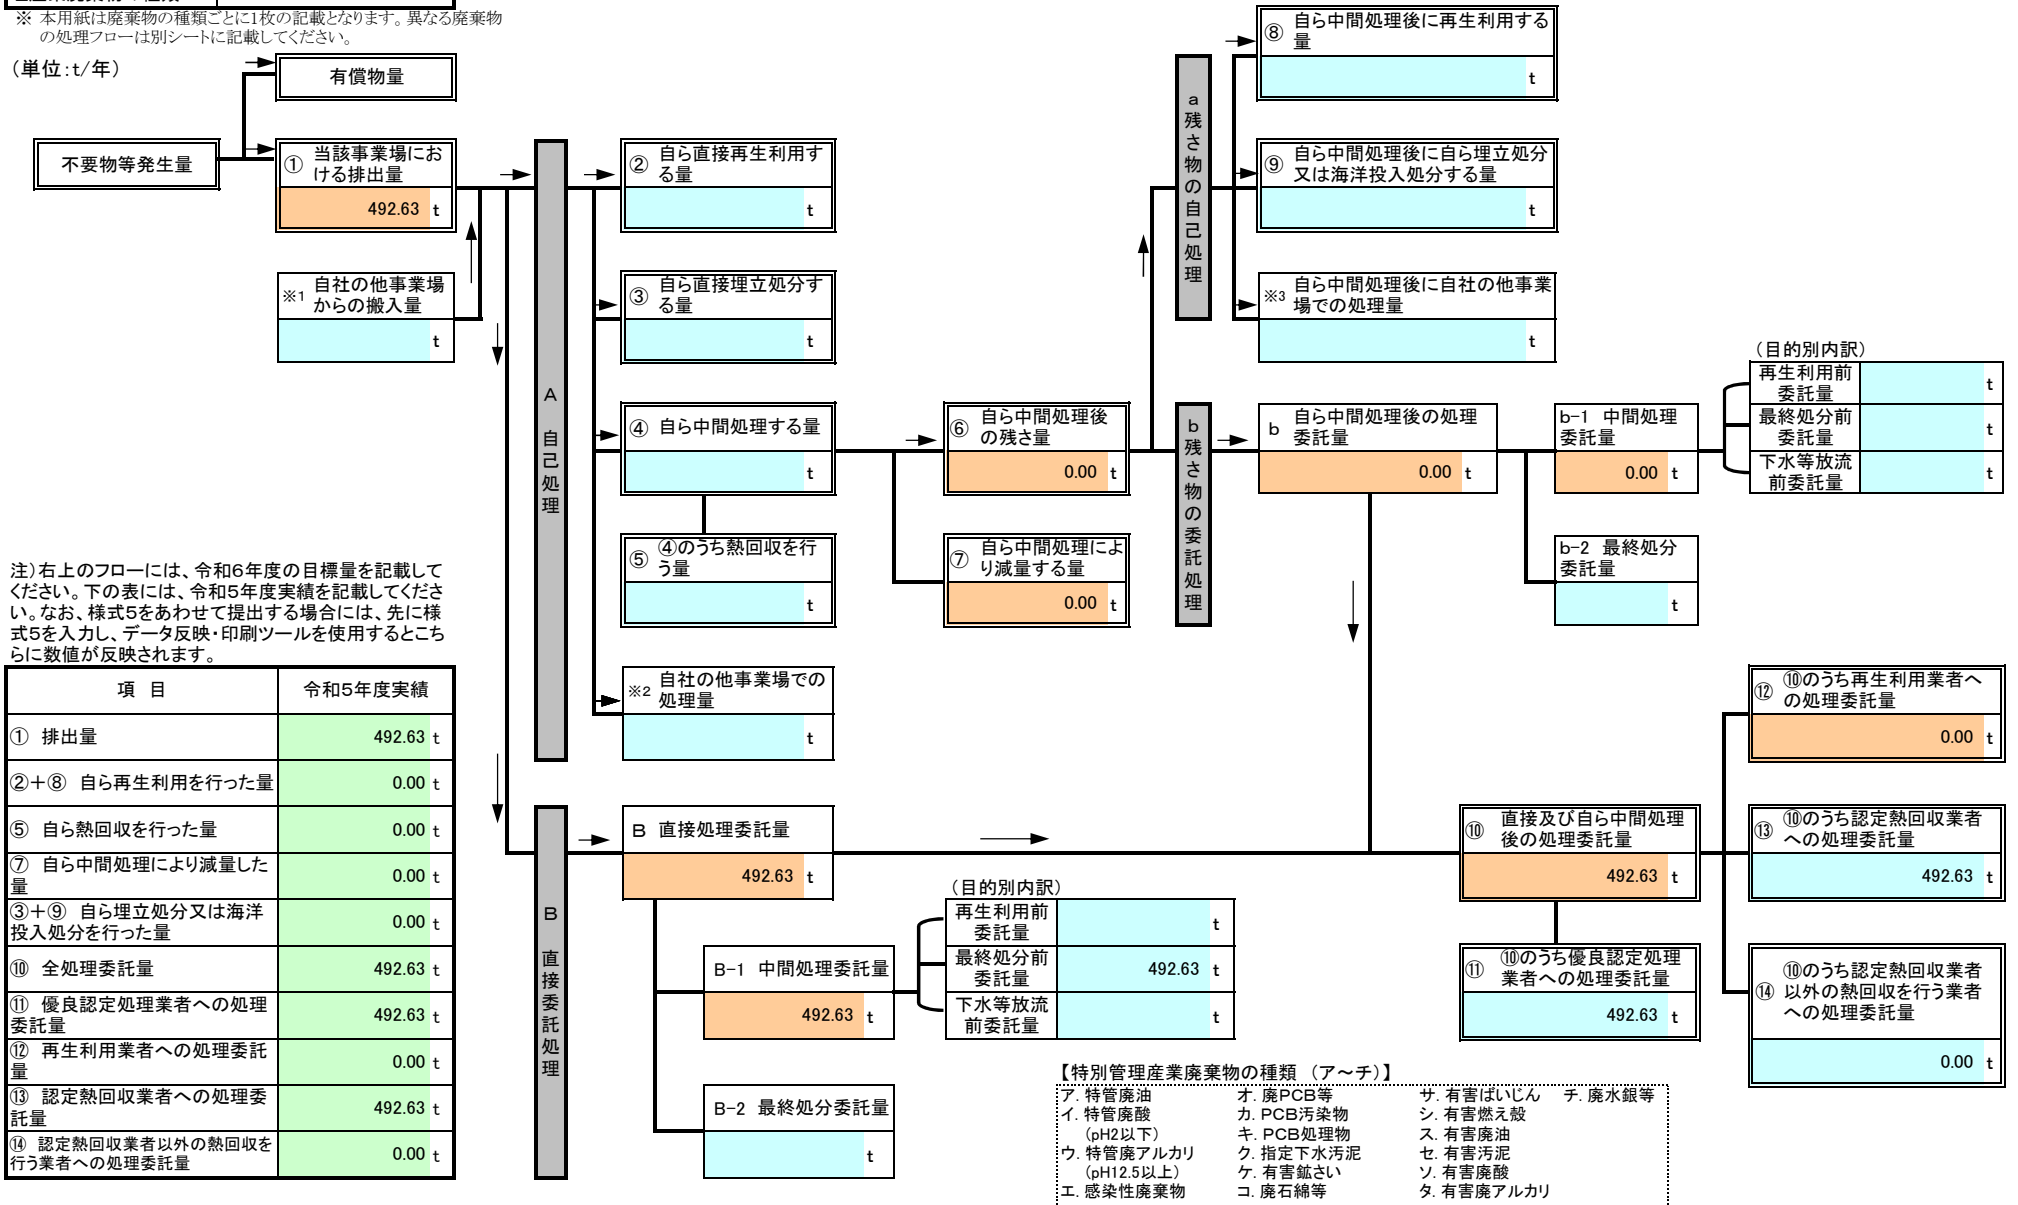 ※ 本用紙は廃棄物の種類ごとに1枚の記載となります。異なる廃棄物
の処理フローは別シートに記載してください。
(単位:t/年)
有償物量
不要物等発生量
① 当該事業場にお
ける排出量
492.63 t
※1 自社の他事業場
からの搬入量
t
A 自己処理
② 自ら直接再生利用す
る量
t
③ 自ら直接埋立処分す
る量
t
④ 自ら中間処理する量
t
⑤ ④のうち熱回収を行
う量
t
※2 自社の他事業場での
処理量
t
⑥ 自ら中間処理後
の残さ量
0.00 t
⑦ 自ら中間処理によ
り減量する量
0.00 t
a 残さ物の自己処理
⑧ 自ら中間処理後に再生利用する
量
t
⑨ 自ら中間処理後に自ら埋立処分
又は海洋投入処分する量
t
※3 自ら中間処理後に自社の他事業
場での処理量
t
b 残さ物の委託処理
b 自ら中間処理後の処理
委託量
0.00 t
b-1 中間処理
委託量
0.00 t
(目的別内訳)
再生利用前
委託量
t
最終処分前
委託量
t
下水等放流
前委託量
t
b-2 最終処分
委託量
t
注)右上のフローには、令和6年度の目標量を記載して
ください。下の表には、令和5年度実績を記載してくださ
い。なお、様式5をあわせて提出する場合には、先に様
式5を入力し、データ反映・印刷ツールを使用するとこち
らに数値が反映されます。
項 目 令和5年度実績
① 排出量 492.63 t
②+⑧ 自ら再生利用を行った量 0.00 t
⑤ 自ら熱回収を行った量 0.00 t
⑦ 自ら中間処理により減量した
量 0.00 t
③+⑨ 自ら埋立処分又は海洋
投入処分を行った量 0.00 t
⑩ 全処理委託量 492.63 t
⑪ 優良認定処理業者への処理
委託量 492.63 t
⑫ 再生利用業者への処理委託
量 0.00 t
⑬ 認定熱回収業者への処理委
託量 492.63 t
⑭ 認定熱回収業者以外の熱回収を
行う業者への処理委託量 0.00 t
B 直接委託処理
B 直接処理委託量
492.63 t
B-1 中間処理委託量
492.63 t
(目的別内訳)
再生利用前
委託量
t
最終処分前
委託量
492.63 t
下水等放流
前委託量
t
B-2 最終処分委託量
t
⑩ 直接及び自ら中間処理
後の処理委託量
492.63 t
⑪ ⑩のうち優良認定処理
業者への処理委託量
492.63 t
⑫ ⑩のうち再生利用業者へ
の処理委託量
0.00 t
⑬ ⑩のうち認定熱回収業者
への処理委託量
492.63 t
⑭ ⑩のうち認定熱回収業者
以外の熱回収を行う業者
への処理委託量
0.00 t
【特別管理産業廃棄物の種類 (ア~チ)】
ア. 特管廃油 オ. 廃PCB等 サ. 有害ばいじん チ. 廃水銀等
イ. 特管廃酸 カ. PCB汚染物 シ. 有害燃え殻
(pH2以下) キ. PCB処理物 ス. 有害廃油
ウ. 特管廃アルカリ ク. 指定下水汚泥 セ. 有害汚泥
(pH12.5以上) ケ. 有害鉱さい ソ. 有害廃酸
エ. 感染性廃棄物 コ. 廃石綿等 タ. 有害廃アルカリ